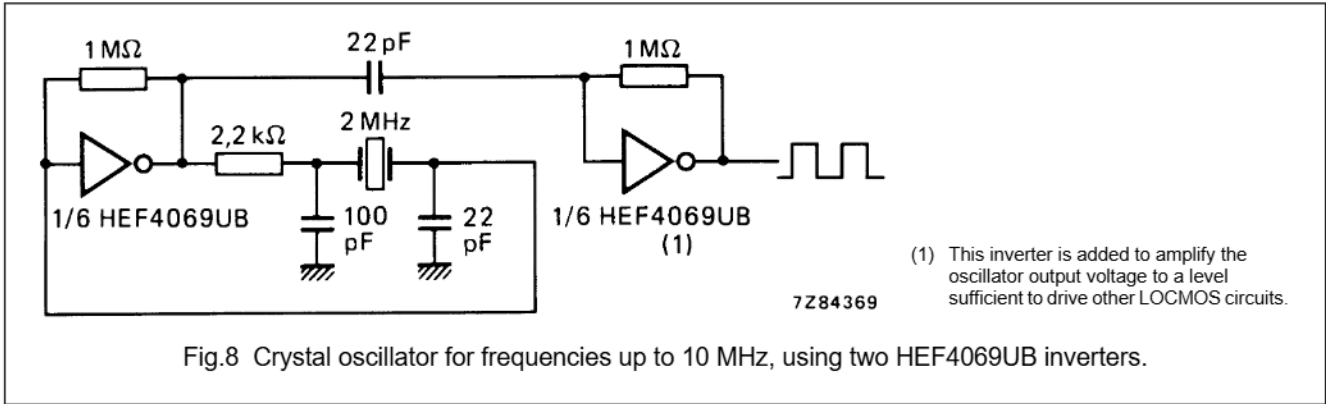 1 MΩ
22 pF
1 MΩ
2,2 kΩ
2 MHz
1/6 HEF4069UB
100
pF
22
pF
1/6 HEF4069UB
(1)
(1) This inverter is added to amplify the
oscillator output voltage to a level
sufficient to drive other LOCMOS circuits.
7Z84369
Fig.8 Crystal oscillator for frequencies up to 10 MHz, using two HEF4069UB inverters.